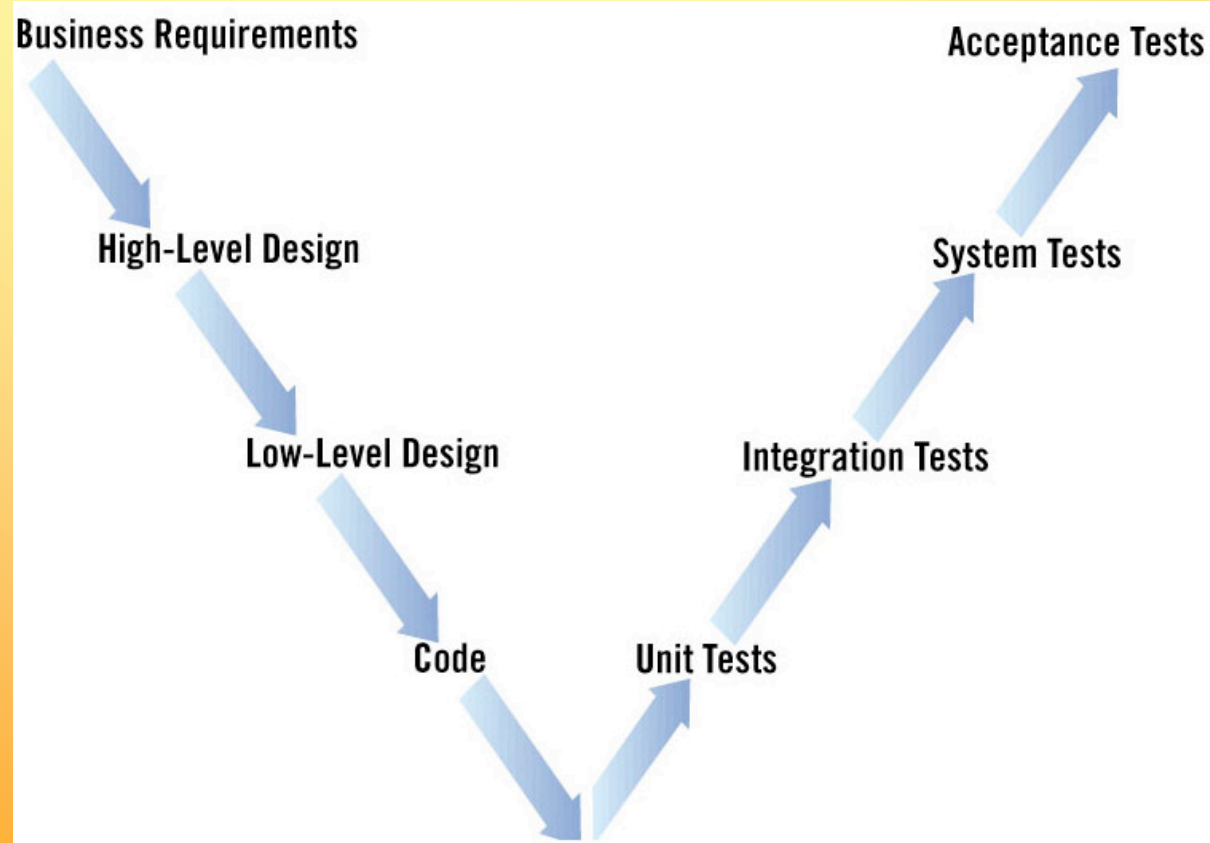 Business Requirements
Acceptance Tests
High-Level Design
System Tests
Low-Level Design
Integration Tests
Code
Unit Tests